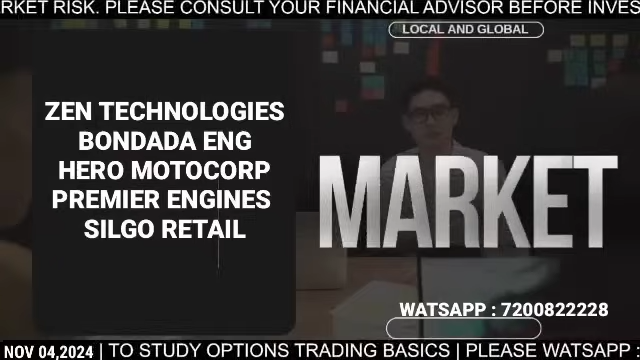 RKET RISK. PLEASE CONSULT YOUR FINANCIAL ADVISOR BEFORE INVES
LOCAL AND GLOBAL
ZEN TECHNOLOGIES
BONDADA ENG
HERO MOTOCORP
PREMIER ENGINES
SILGO RETAIL
MARKET
WATSAPP : 7200822228
NOV 04,2024 | TO STUDY OPTIONS TRADING BASICS | PLEASE WATSAPP :